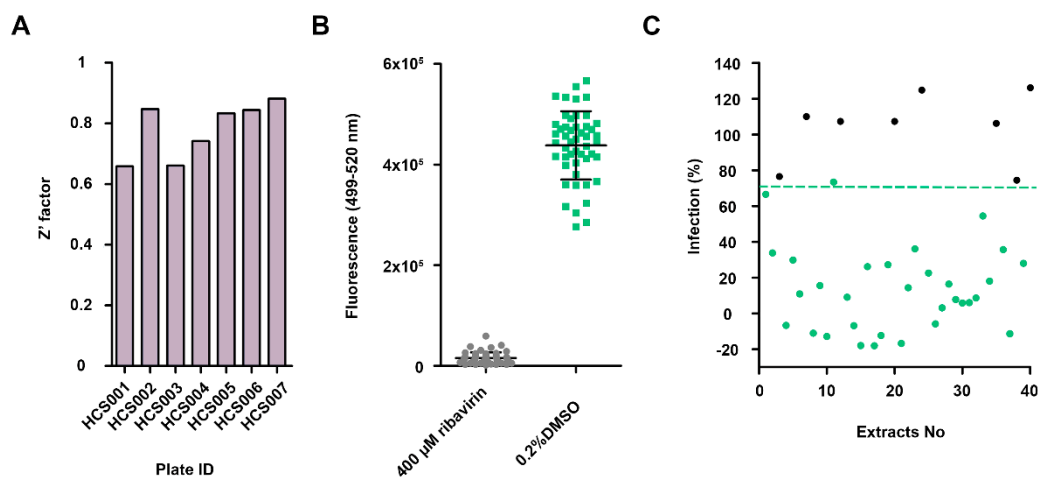 A
Z' factor
1
0.8
0.6
0.4
0.2
0
HCS001
HCS002
HCS003
HCS004
HCS005
HCS006
HCS007
Plate ID
B
Fluorescence (499-520 nm)
6x10⁵
4x10⁵
2x10⁵
0
400 µM ribavirin
0.2%DMSO
C
Infection (%)
140
120
100
80
60
40
20
0
-20
0 10 20 30 40
Extracts No